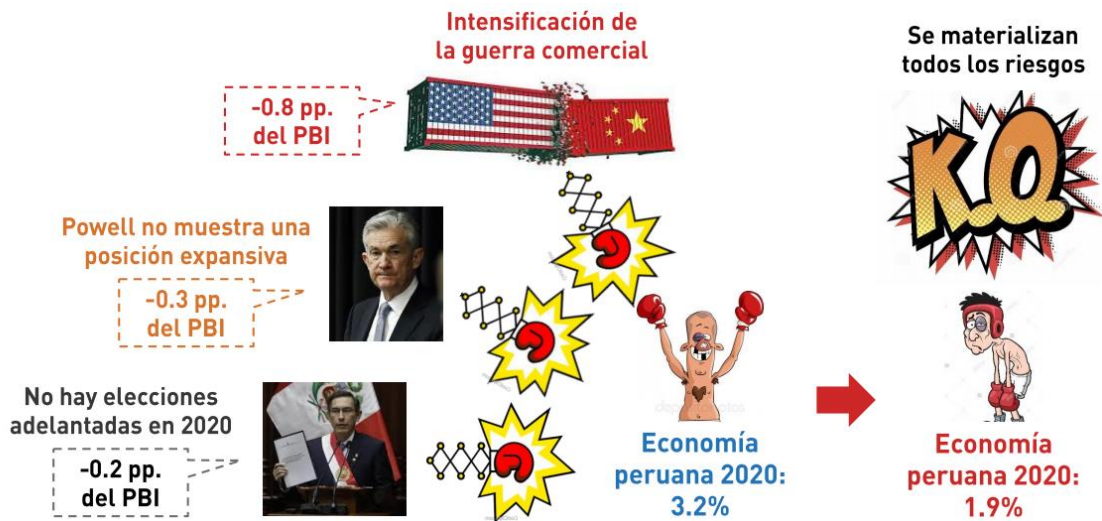 Intensificación de
la guerra comercial
-0.8 pp.
del PBI
Powell no muestra una
posición expansiva
-0.3 pp.
del PBI
No hay elecciones
adelantadas en 2020
-0.2 pp.
del PBI
Economía
peruana 2020:
3.2%
Se materializan
todos los riesgos
K.O.
Economía
peruana 2020:
1.9%